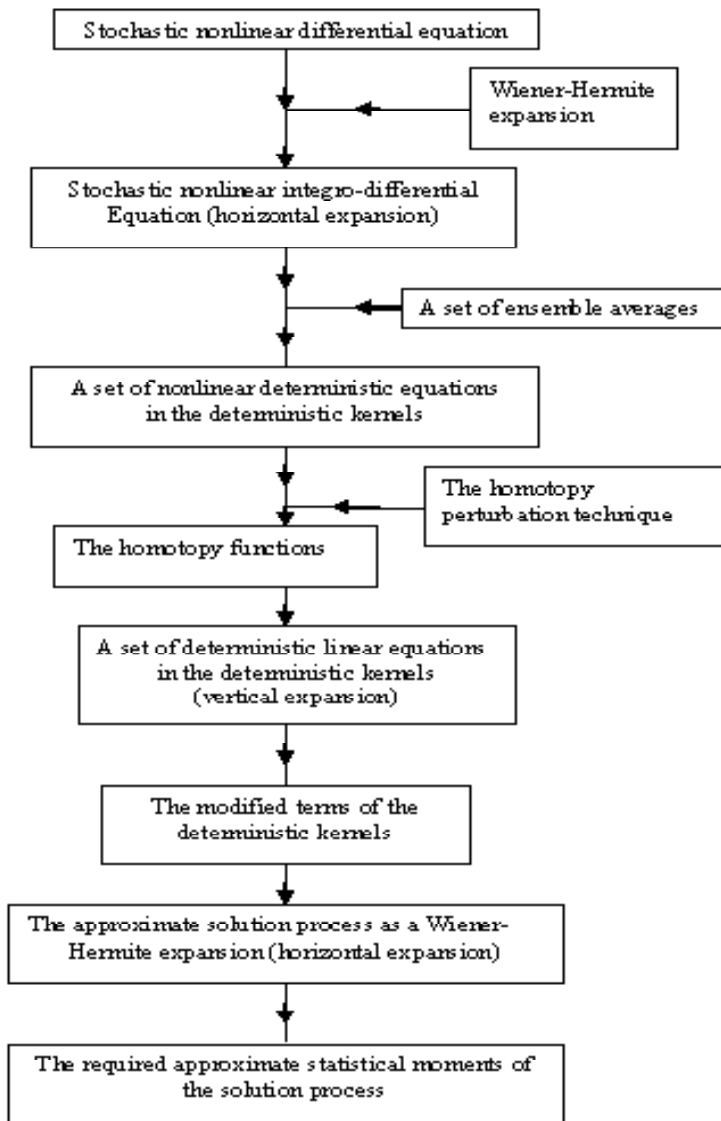 Stochastic nonlinear differential equation
Wiener-Hermite
expansion
Stochastic nonlinear integro-differential
Equation (horizontal expansion)
A set of ensemble averages
A set of nonlinear deterministic equations
in the deterministic kernels
The homotopy
perturbation technique
The homotopy functions
A set of deterministic linear equations
in the deterministic kernels
(vertical expansion)
The modified terms of the
deterministic kernels
The approximate solution process as a Wiener-
Hermite expansion (horizontal expansion)
The required approximate statistical moments of
the solution process